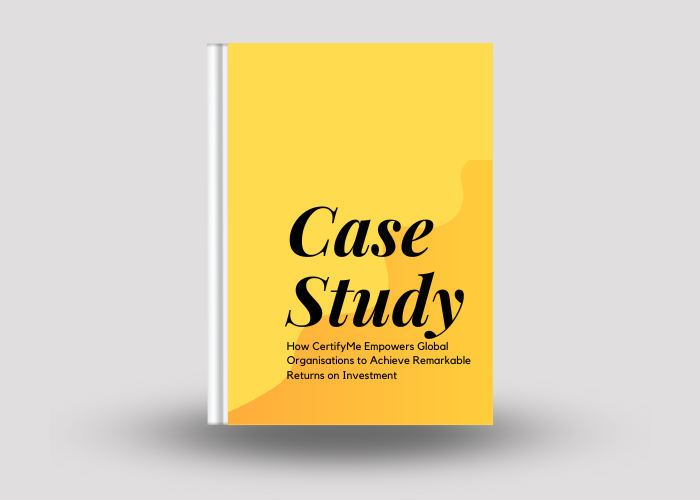 Case
Study
How CertifyMe Empowers Global
Organisations to Achieve Remarkable
Returns on Investment